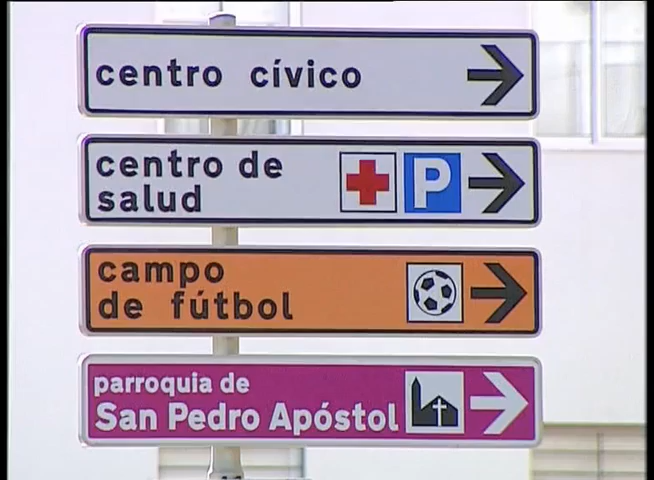 centro cívico
centro de
salud P
campo
de fútbol
parroquia de
San Pedro Apóstol